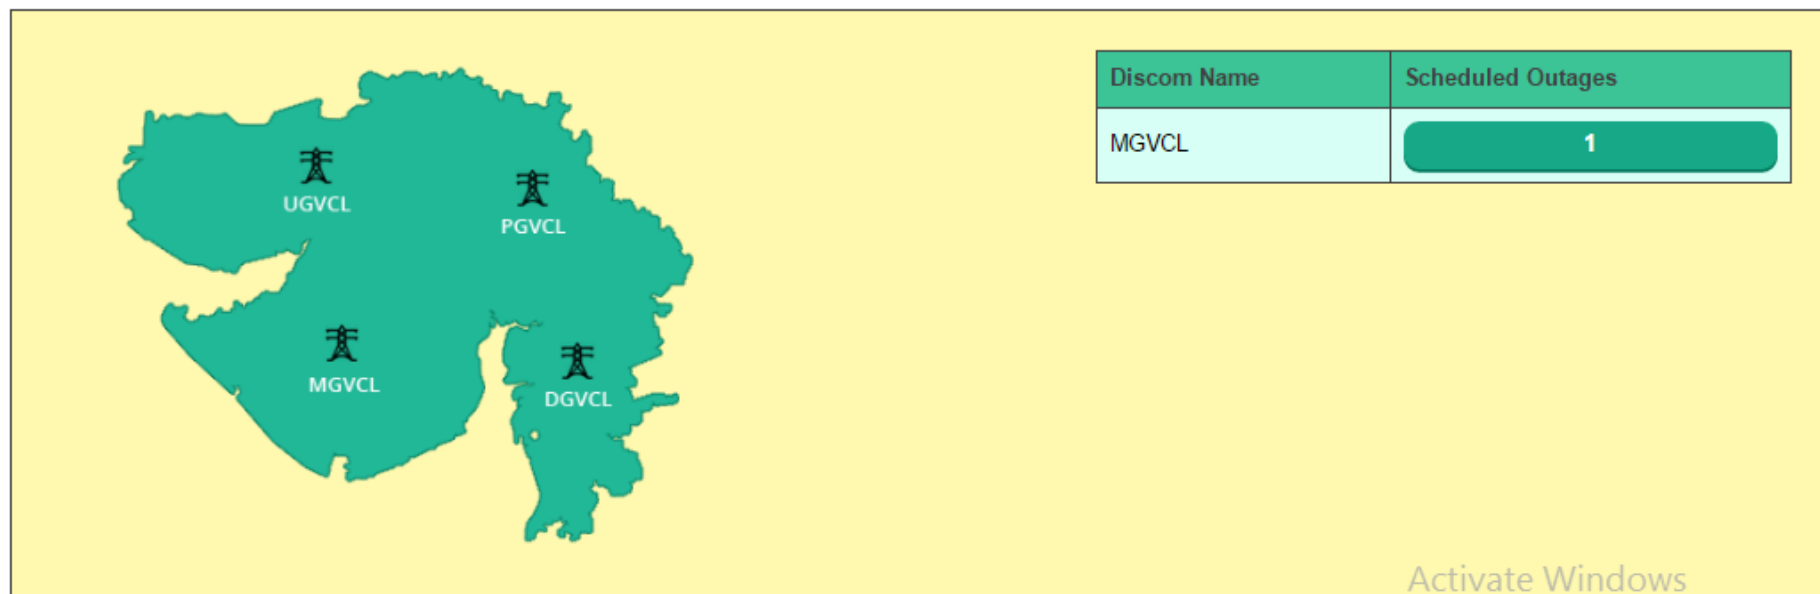 UGVCL
PGVCL
MGVCL
DGVCL
Discom Name Scheduled Outages
MGVCL 1
Activate Windows